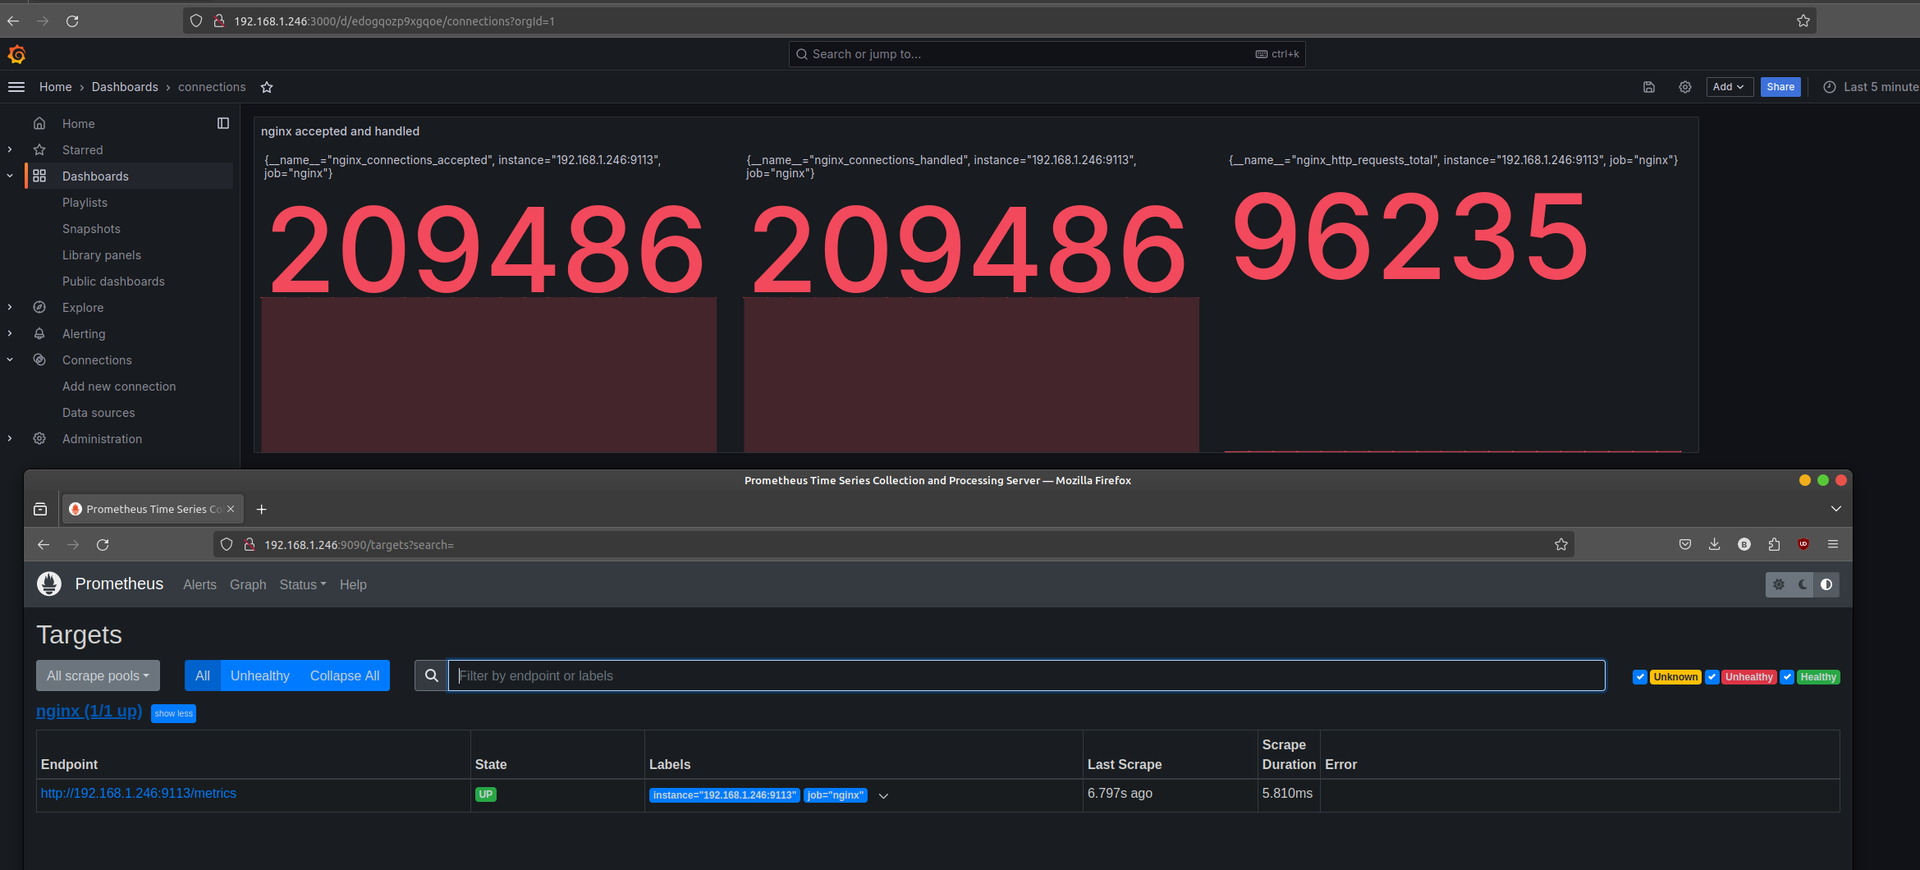 192.168.1.246:3000/d/edogqozp9xgqoe/connections?orgId=1
Search or jump to...
ctrl+k
Home
Dashboards
connections
Add
Share
Last 5 minute
Home
Starred
Dashboards
Playlists
Snapshots
Library panels
Public dashboards
Explore
Alerting
Connections
Add new connection
Data sources
Administration
nginx accepted and handled
{__name__="nginx_connections_accepted", instance="192.168.1.246:9113",
job="nginx"}
209486
{__name__="nginx_connections_handled", instance="192.168.1.246:9113",
job="nginx"}
209486
{__name__="nginx_http_requests_total", instance="192.168.1.246:9113", job="nginx"}
96235
Prometheus Time Series Collection and Processing Server — Mozilla Firefox
Prometheus Time Series Co
192.168.1.246:9090/targets?search=
Prometheus
Alerts
Graph
Status
Help
Targets
All scrape pools
All
Unhealthy
Collapse All
Filter by endpoint or labels
Unknown
Unhealthy
Healthy
nginx (1/1 up)
show less
Endpoint
State
Labels
Last Scrape
Scrape
Duration
Error
http://192.168.1.246:9113/metrics
UP
instance="192.168.1.246:9113"
job="nginx"
6.797s ago
5.810ms